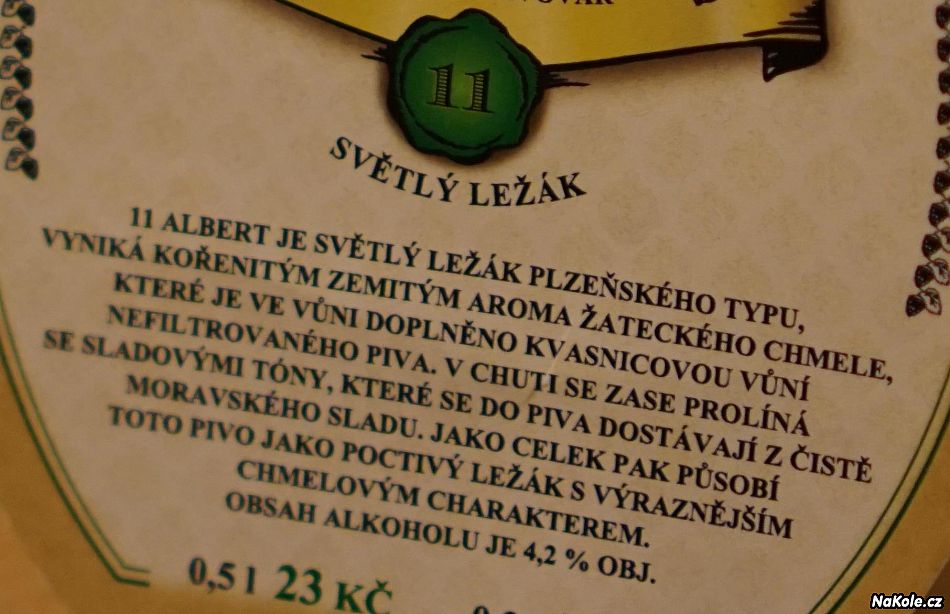 11
SVĚTLÝ LEŽÁK
11 ALBERT JE SVĚTLÝ LEŽÁK PLZEŇSKÉHO TYPU,
VYNIKÁ KOŘENITÝM ZEMITÝM AROMA ŽATECKÉHO CHMELE,
KTERÉ JE VE VŮNI DOPLNĚNO KVASNICOVOU VŮNÍ
NEFILTROVANÉHO PIVA. V CHUTI SE ZASE PROLÍNÁ
SE SLADOVÝMI TÓNY, KTERÉ SE DO PIVA DOSTÁVAJÍ Z ČISTĚ
MORAVSKÉHO SLADU. JAKO CELEK PAK PŮSOBÍ
TOTO PIVO JAKO POCTIVÝ LEŽÁK S VÝRAZNĚJŠÍM
CHMELOVÝM CHARAKTEREM.
OBSAH ALKOHOLU JE 4,2 % OBJ.
0,5 l 23 KČ
NaKole.cz